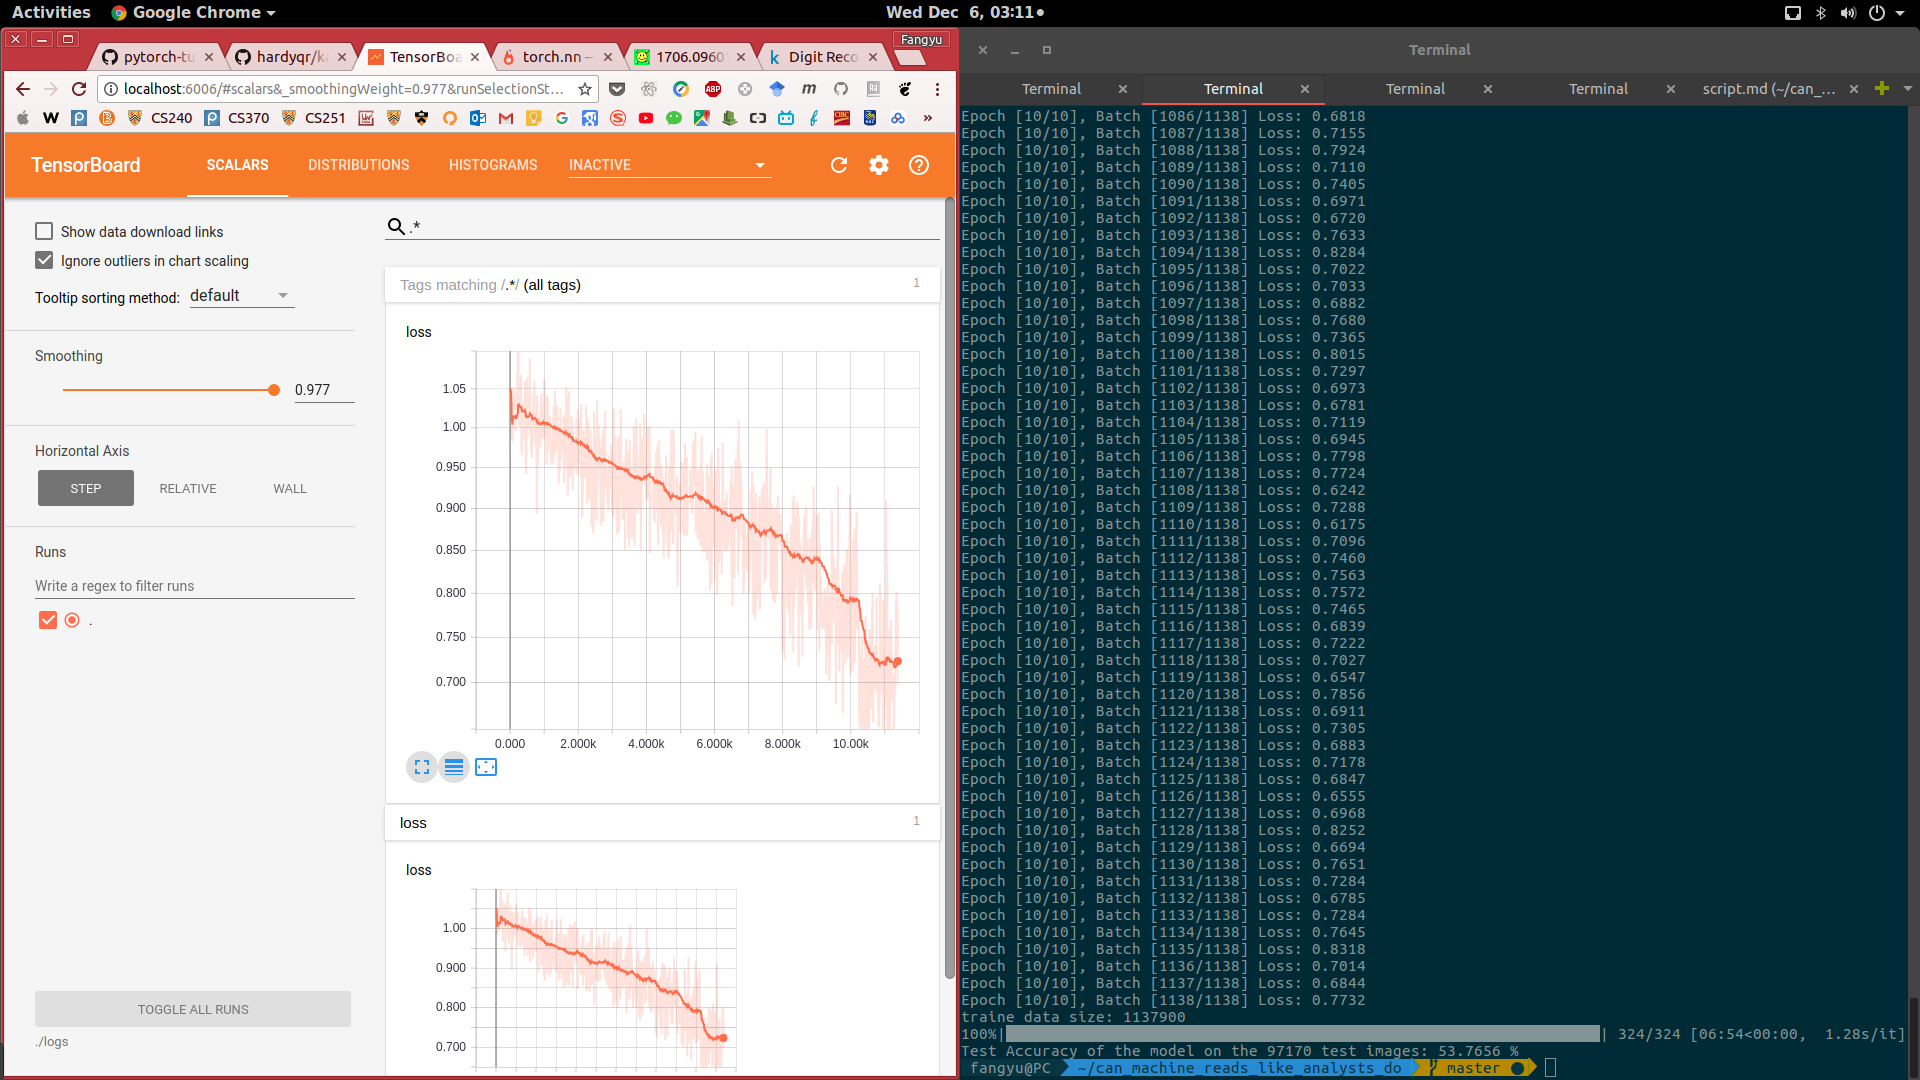 Activities
Google Chrome
Wed Dec 6, 03:11
Fangyu
pytorch-tu
hardyqr/ka
TensorBoa
torch.nn —
1706.0960
Digit Reco
localhost:6006/#scalars&_smoothingWeight=0.977&runSelectionSt...
CS240
CS370
CS251
TensorBoard
SCALARS
DISTRIBUTIONS
HISTOGRAMS
INACTIVE
Show data download links
Ignore outliers in chart scaling
Tooltip sorting method: default
Smoothing
0.977
Horizontal Axis
STEP
RELATIVE
WALL
Runs
Write a regex to filter runs
.
TOGGLE ALL RUNS
./logs
.*
Tags matching /.*/ (all tags)
1
loss
1.05
1.00
0.950
0.900
0.850
0.800
0.750
0.700
0.000 2.000k 4.000k 6.000k 8.000k 10.00k
loss
1
loss
1.00
0.900
0.800
0.700
Terminal
Terminal
Terminal
Terminal
Terminal
script.md (~/can_...
Epoch [10/10], Batch [1086/1138] Loss: 0.6818
Epoch [10/10], Batch [1087/1138] Loss: 0.7155
Epoch [10/10], Batch [1088/1138] Loss: 0.7924
Epoch [10/10], Batch [1089/1138] Loss: 0.7110
Epoch [10/10], Batch [1090/1138] Loss: 0.7405
Epoch [10/10], Batch [1091/1138] Loss: 0.6971
Epoch [10/10], Batch [1092/1138] Loss: 0.6720
Epoch [10/10], Batch [1093/1138] Loss: 0.7633
Epoch [10/10], Batch [1094/1138] Loss: 0.8284
Epoch [10/10], Batch [1095/1138] Loss: 0.7022
Epoch [10/10], Batch [1096/1138] Loss: 0.7033
Epoch [10/10], Batch [1097/1138] Loss: 0.6882
Epoch [10/10], Batch [1098/1138] Loss: 0.7680
Epoch [10/10], Batch [1099/1138] Loss: 0.7365
Epoch [10/10], Batch [1100/1138] Loss: 0.8015
Epoch [10/10], Batch [1101/1138] Loss: 0.7297
Epoch [10/10], Batch [1102/1138] Loss: 0.6973
Epoch [10/10], Batch [1103/1138] Loss: 0.6781
Epoch [10/10], Batch [1104/1138] Loss: 0.7119
Epoch [10/10], Batch [1105/1138] Loss: 0.6945
Epoch [10/10], Batch [1106/1138] Loss: 0.7798
Epoch [10/10], Batch [1107/1138] Loss: 0.7724
Epoch [10/10], Batch [1108/1138] Loss: 0.6242
Epoch [10/10], Batch [1109/1138] Loss: 0.7288
Epoch [10/10], Batch [1110/1138] Loss: 0.6175
Epoch [10/10], Batch [1111/1138] Loss: 0.7096
Epoch [10/10], Batch [1112/1138] Loss: 0.7460
Epoch [10/10], Batch [1113/1138] Loss: 0.7563
Epoch [10/10], Batch [1114/1138] Loss: 0.7572
Epoch [10/10], Batch [1115/1138] Loss: 0.7465
Epoch [10/10], Batch [1116/1138] Loss: 0.6839
Epoch [10/10], Batch [1117/1138] Loss: 0.7222
Epoch [10/10], Batch [1118/1138] Loss: 0.7027
Epoch [10/10], Batch [1119/1138] Loss: 0.6547
Epoch [10/10], Batch [1120/1138] Loss: 0.7856
Epoch [10/10], Batch [1121/1138] Loss: 0.6911
Epoch [10/10], Batch [1122/1138] Loss: 0.7305
Epoch [10/10], Batch [1123/1138] Loss: 0.6883
Epoch [10/10], Batch [1124/1138] Loss: 0.7178
Epoch [10/10], Batch [1125/1138] Loss: 0.6847
Epoch [10/10], Batch [1126/1138] Loss: 0.6555
Epoch [10/10], Batch [1127/1138] Loss: 0.6968
Epoch [10/10], Batch [1128/1138] Loss: 0.8252
Epoch [10/10], Batch [1129/1138] Loss: 0.6694
Epoch [10/10], Batch [1130/1138] Loss: 0.7651
Epoch [10/10], Batch [1131/1138] Loss: 0.7284
Epoch [10/10], Batch [1132/1138] Loss: 0.6785
Epoch [10/10], Batch [1133/1138] Loss: 0.7284
Epoch [10/10], Batch [1134/1138] Loss: 0.7645
Epoch [10/10], Batch [1135/1138] Loss: 0.8318
Epoch [10/10], Batch [1136/1138] Loss: 0.7014
Epoch [10/10], Batch [1137/1138] Loss: 0.6844
Epoch [10/10], Batch [1138/1138] Loss: 0.7732
traine data size: 1137900
100%| | 324/324 [06:54<00:00, 1.28s/it]
Test Accuracy of the model on the 97170 test images: 53.7656 %
fangyu@PC ~/can_machine_reads_like_analysts_do master